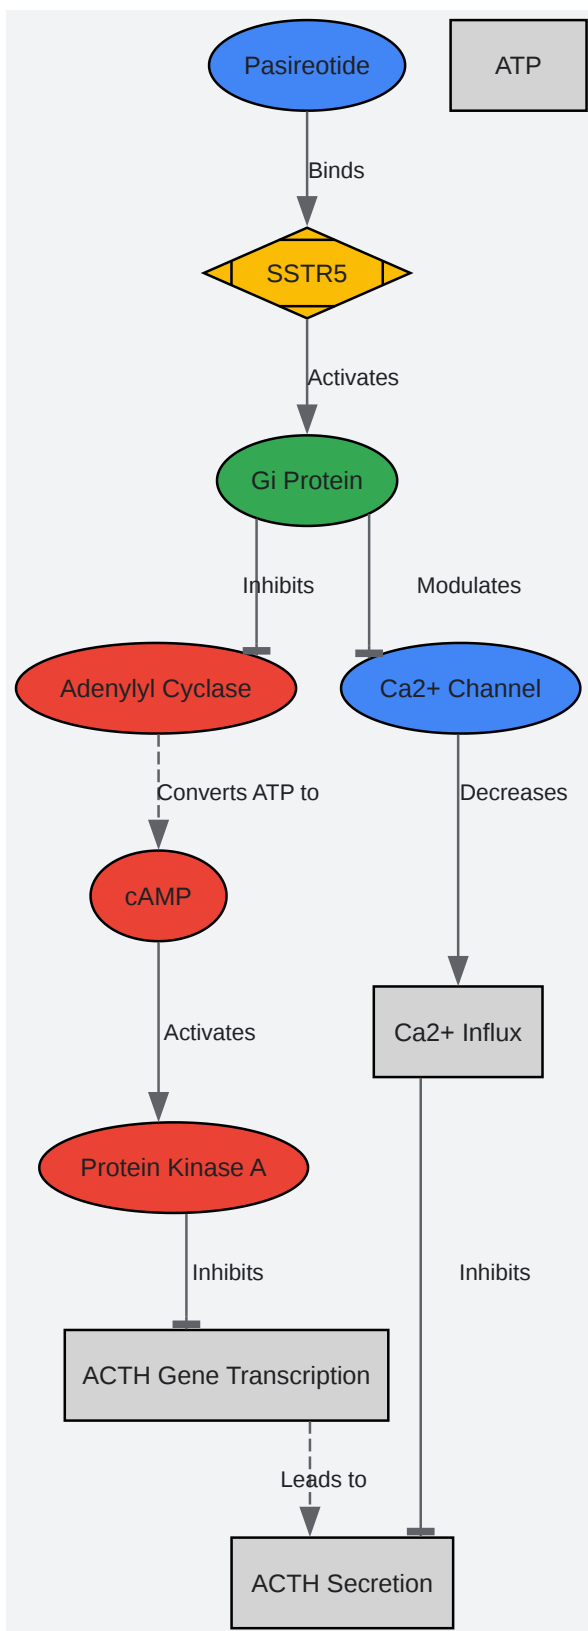 Pasireotide
ATP
Binds
SSTR5
Activates
Gi Protein
Inhibits
Modulates
Adenylyl Cyclase
Ca2+ Channel
Converts ATP to
Decreases
cAMP
Activates
Ca2+ Influx
Protein Kinase A
Inhibits
Inhibits
ACTH Gene Transcription
Leads to
ACTH Secretion